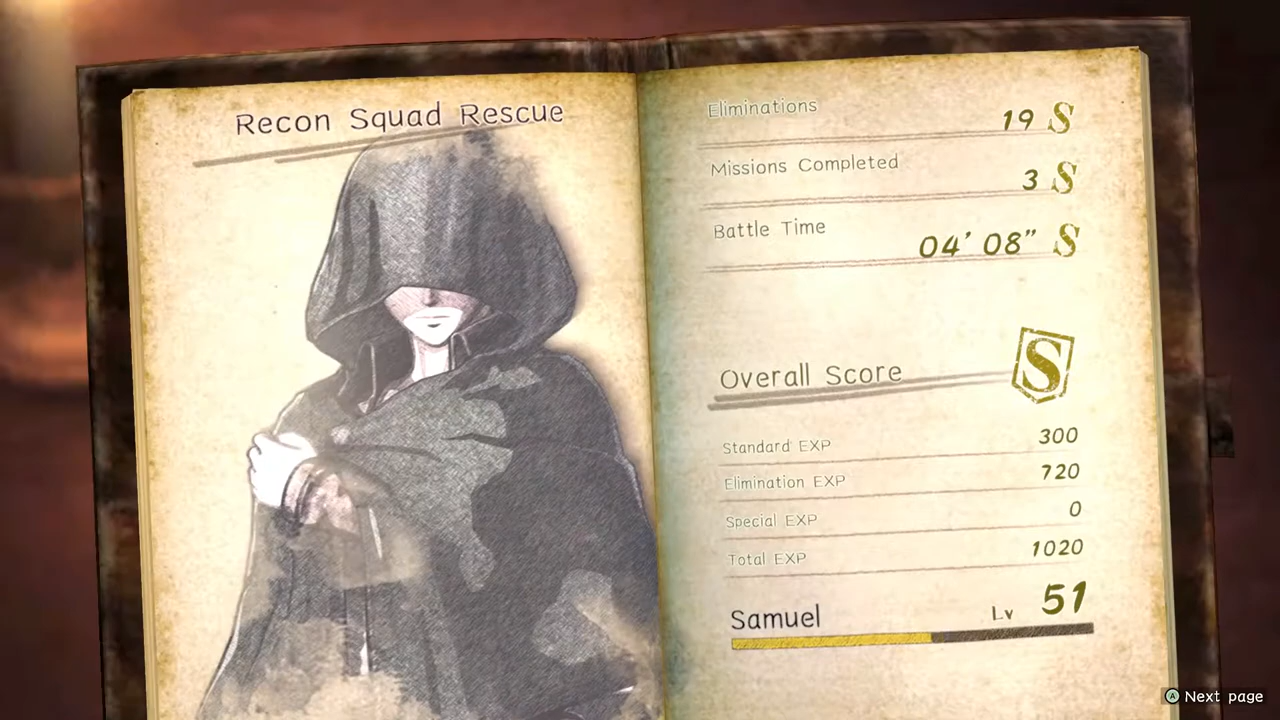 Recon Squad Rescue
Eliminations 19 S
Missions Completed 3 S
Battle Time 04' 08" S
Overall Score S
Standard EXP 300
Elimination EXP 720
Special EXP 0
Total EXP 1020
Samuel Lv 51
A Next page